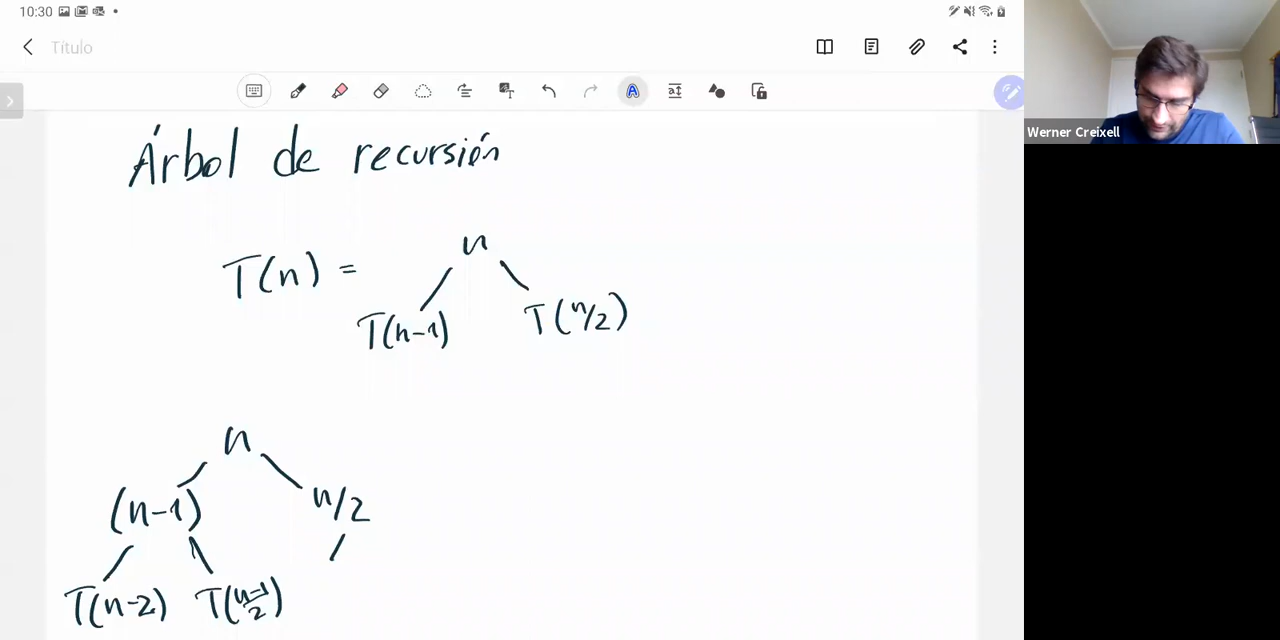 10:30
Título
Werner Creixell
Árbol de recursión
n
T(n) =
T(n-1) T(n/2)
n
(n-1) n/2
T(n-2) T(n-1/2)